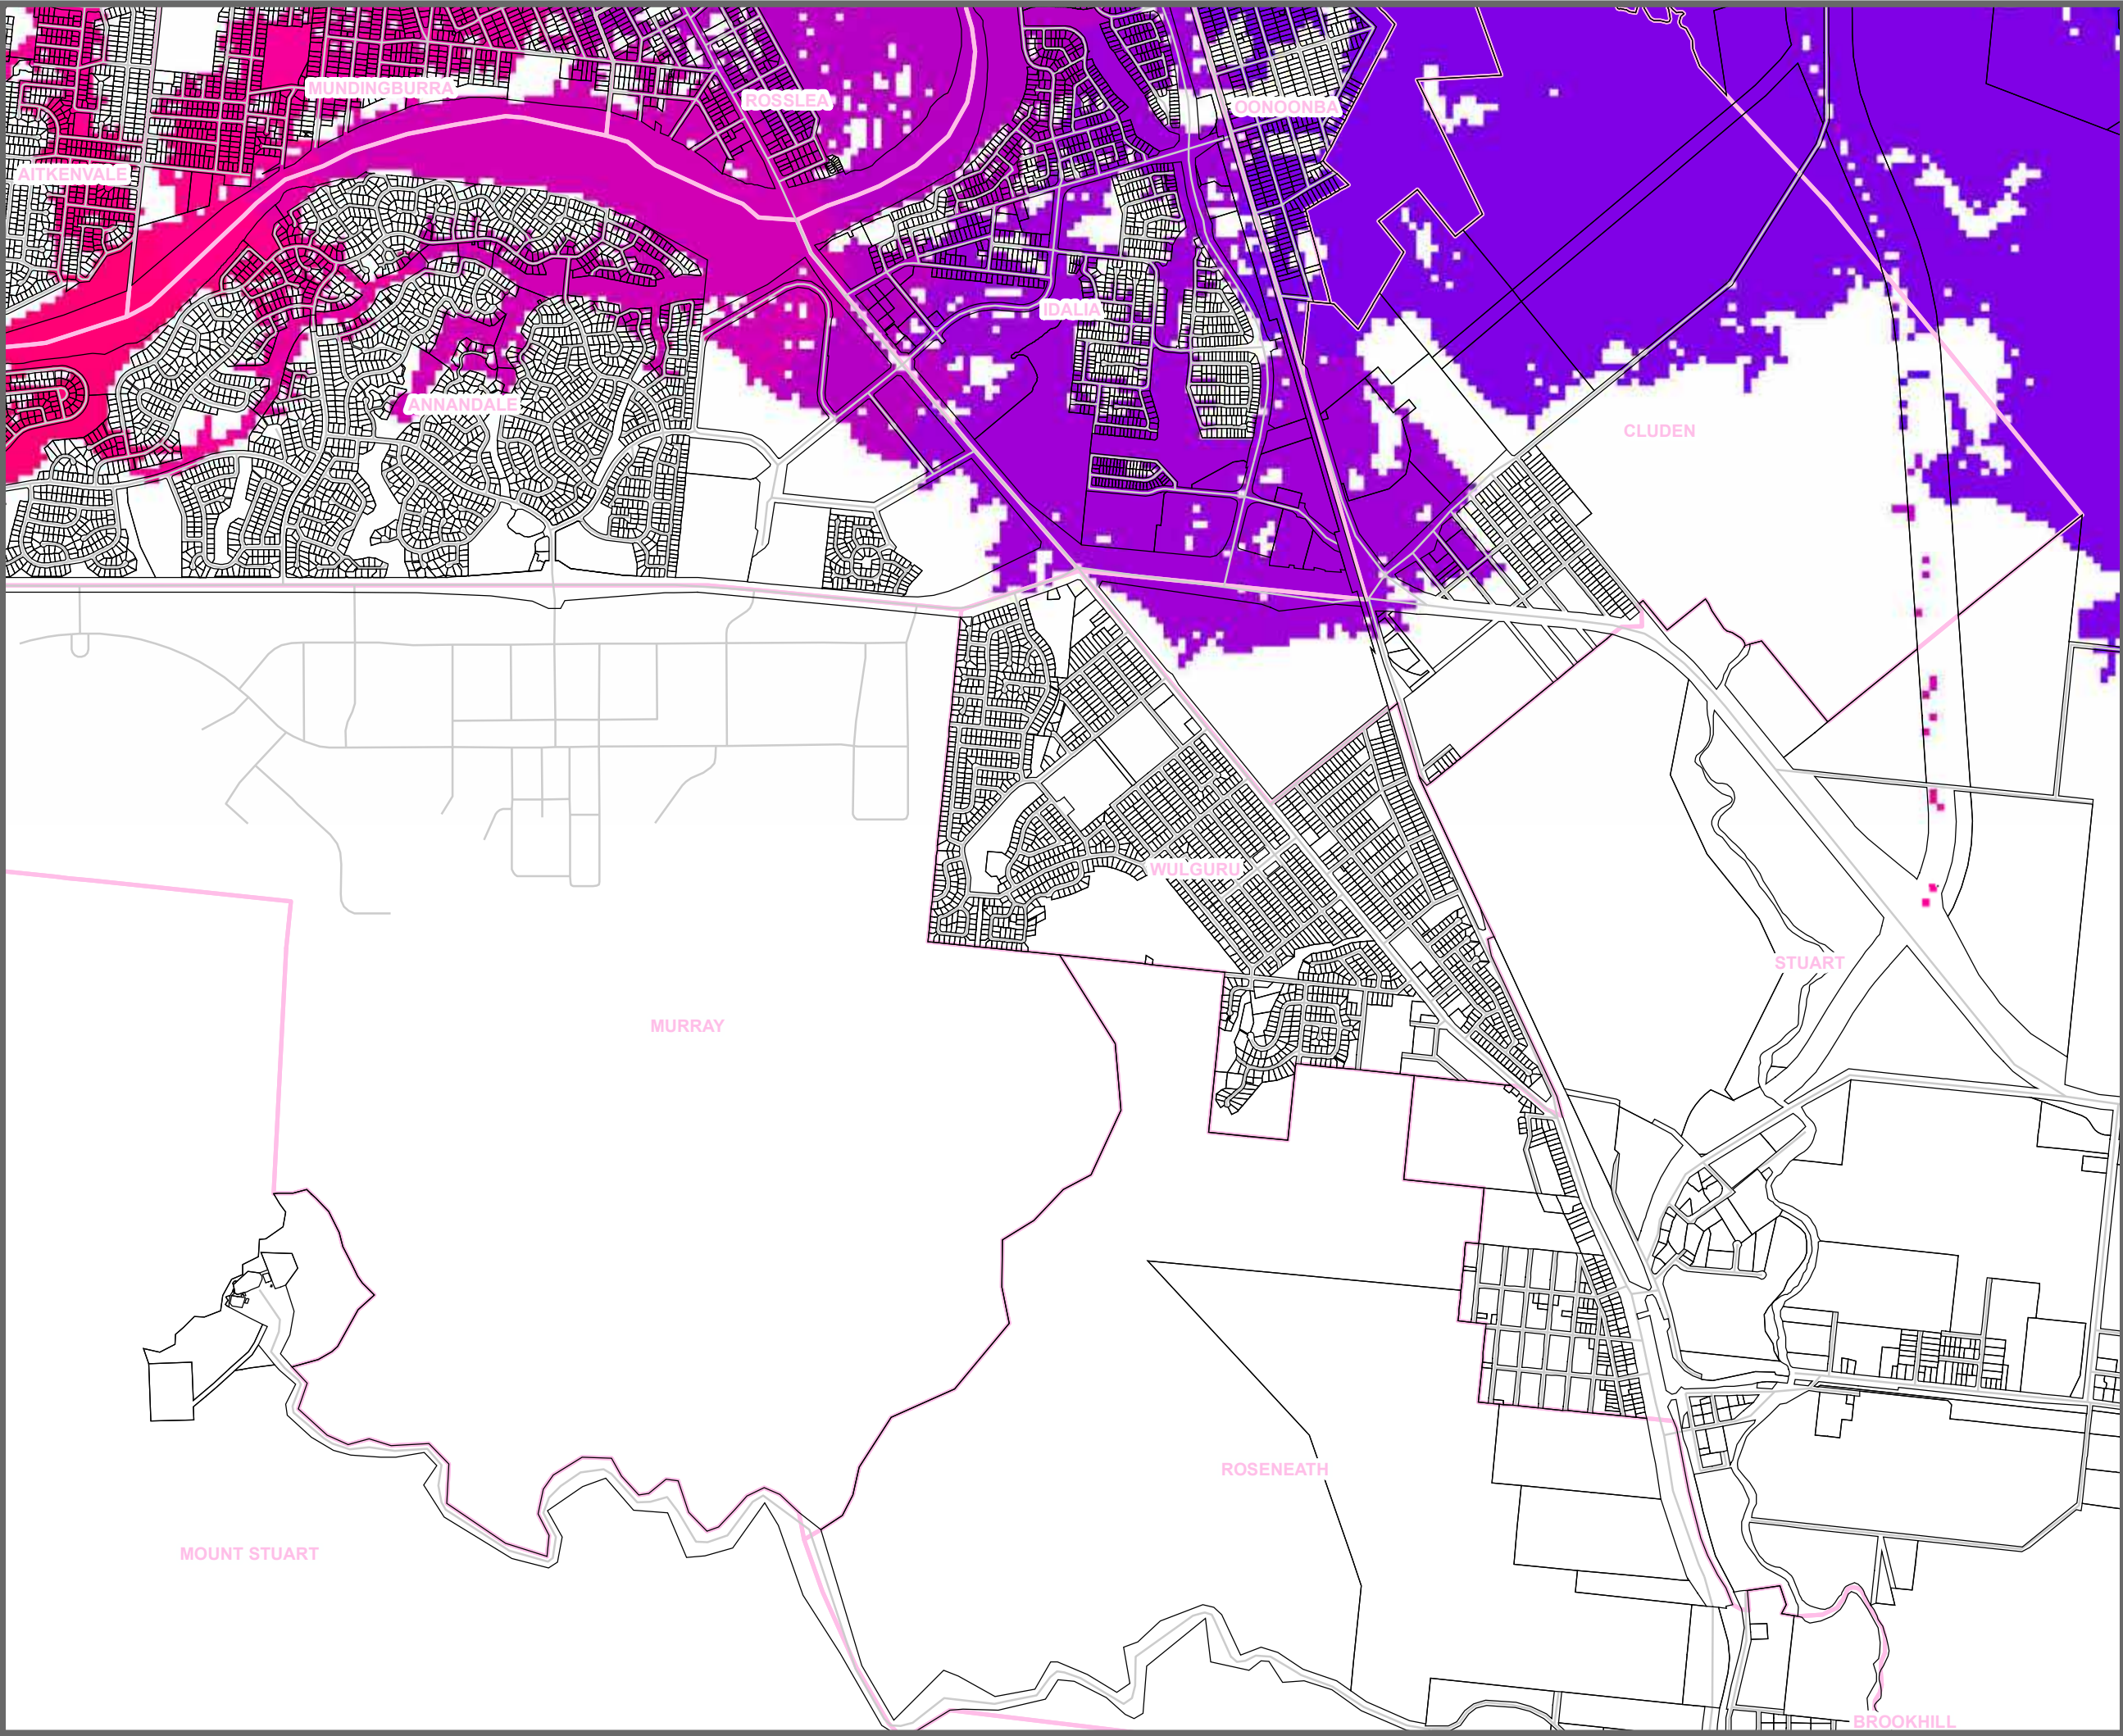 MUNDINGBURRA
ROSSLEA
OONOONBA
AITKENVALE
IDALIA
ANNANDALE
CLUDEN
WULGURU
STUART
MURRAY
ROSENEATH
MOUNT STUART
BROOKHILL